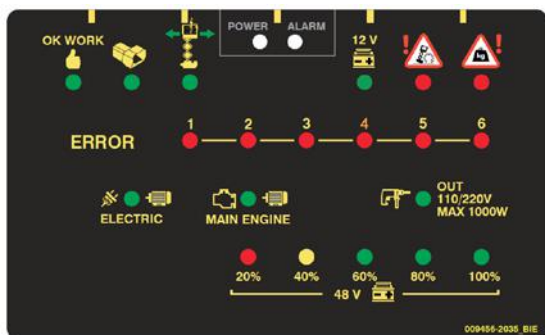 POWER ALARM
OK WORK
12 V
! !
kg
1 2 3 4 5 6
ERROR
ELECTRIC
MAIN ENGINE
OUT
110/220V
MAX 1000W
20% 40% 60% 80% 100%
48 V
009456-2035_BIE